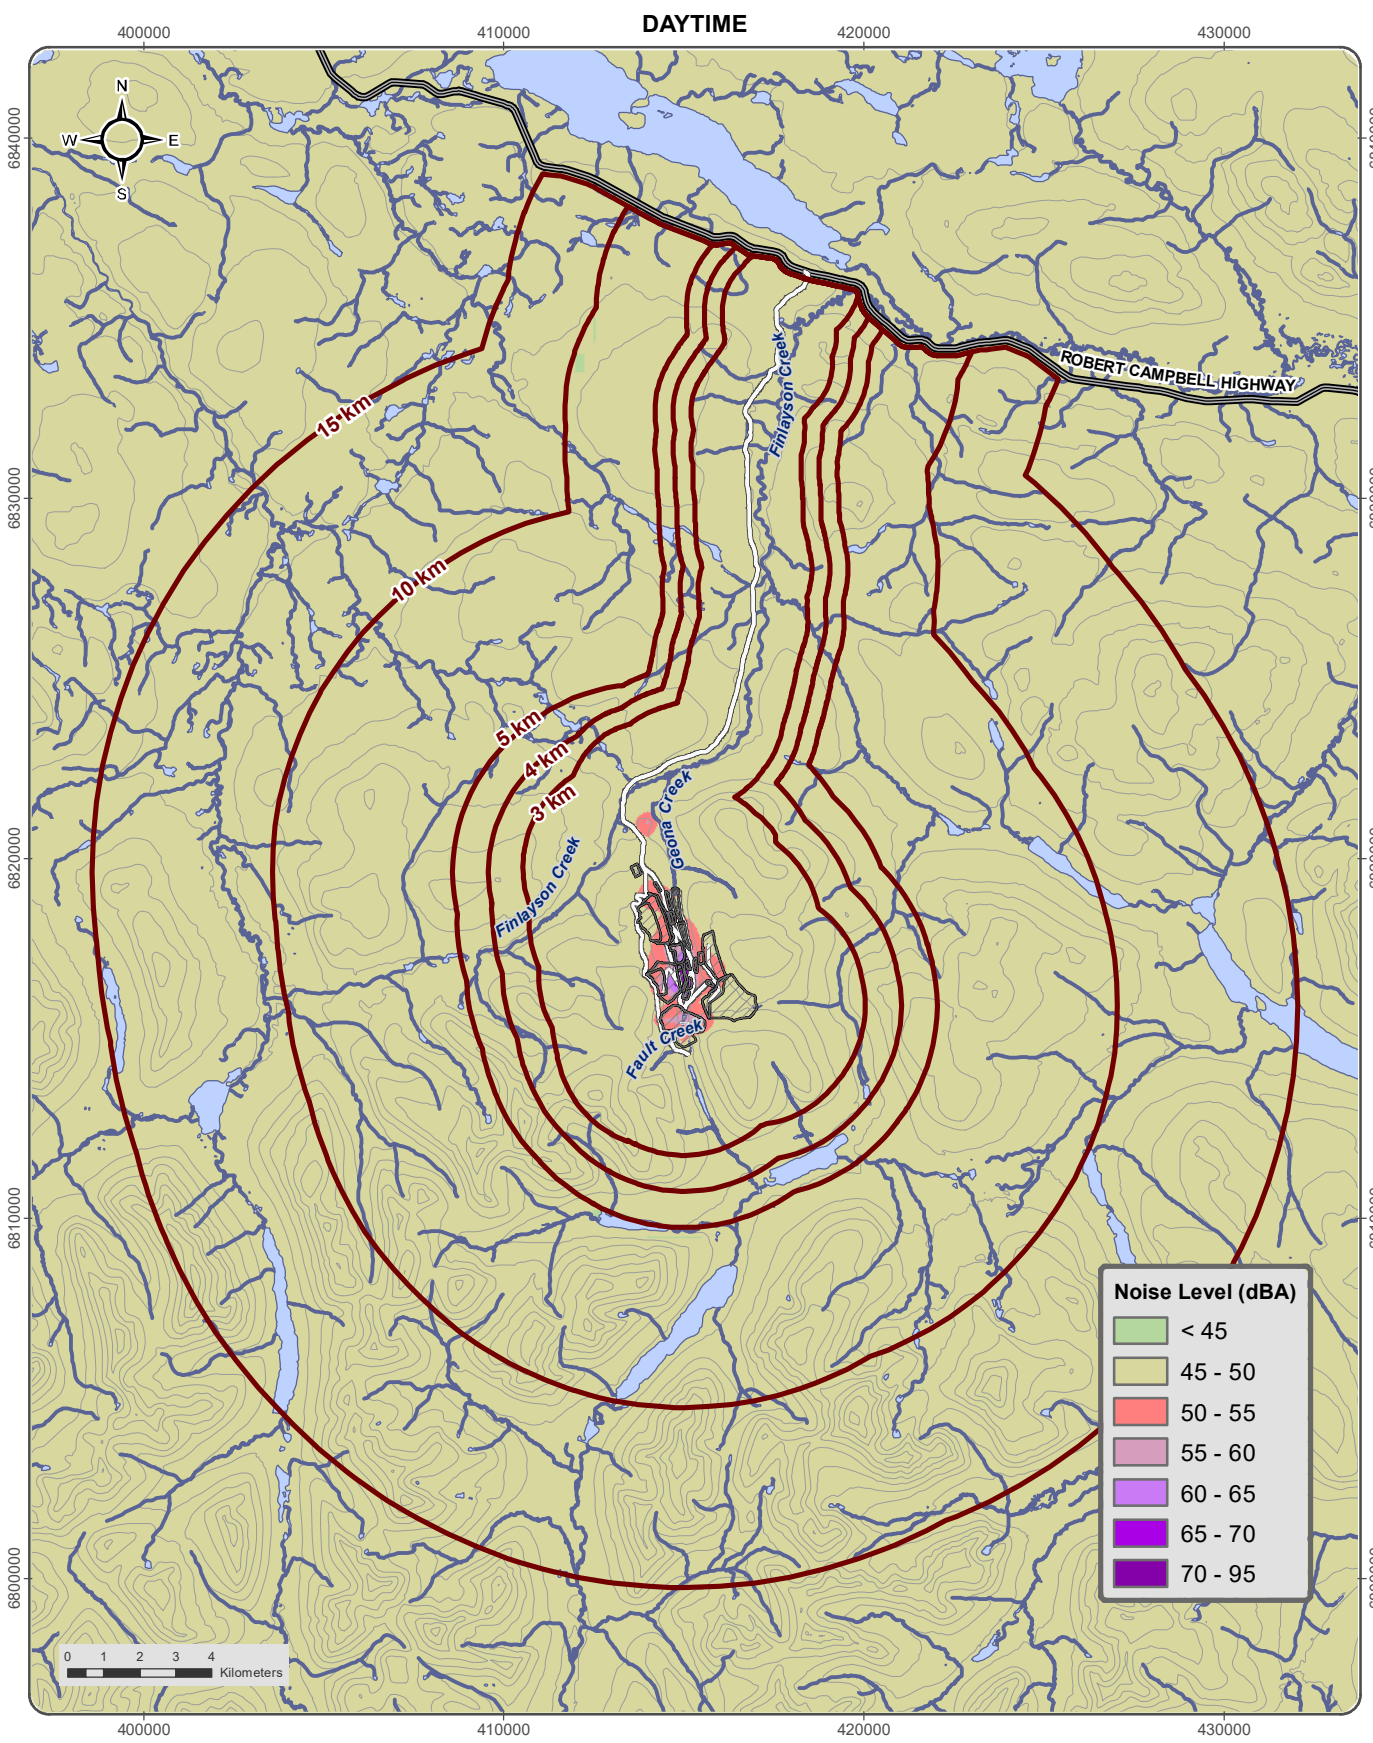 DAYTIME
400000
410000
420000
430000
N
W
E
S
6840000
6830000
6820000
6810000
6800000
ROBERT CAMPBELL HIGHWAY
Finlayson Creek
15 km
10 km
5 km
4 km
3 km
Geona Creek
Finlayson Creek
Fault Creek
Noise Level (dBA)
< 45
45 - 50
50 - 55
55 - 60
60 - 65
65 - 70
70 - 95
0 1 2 3 4
Kilometers
400000
410000
420000
430000